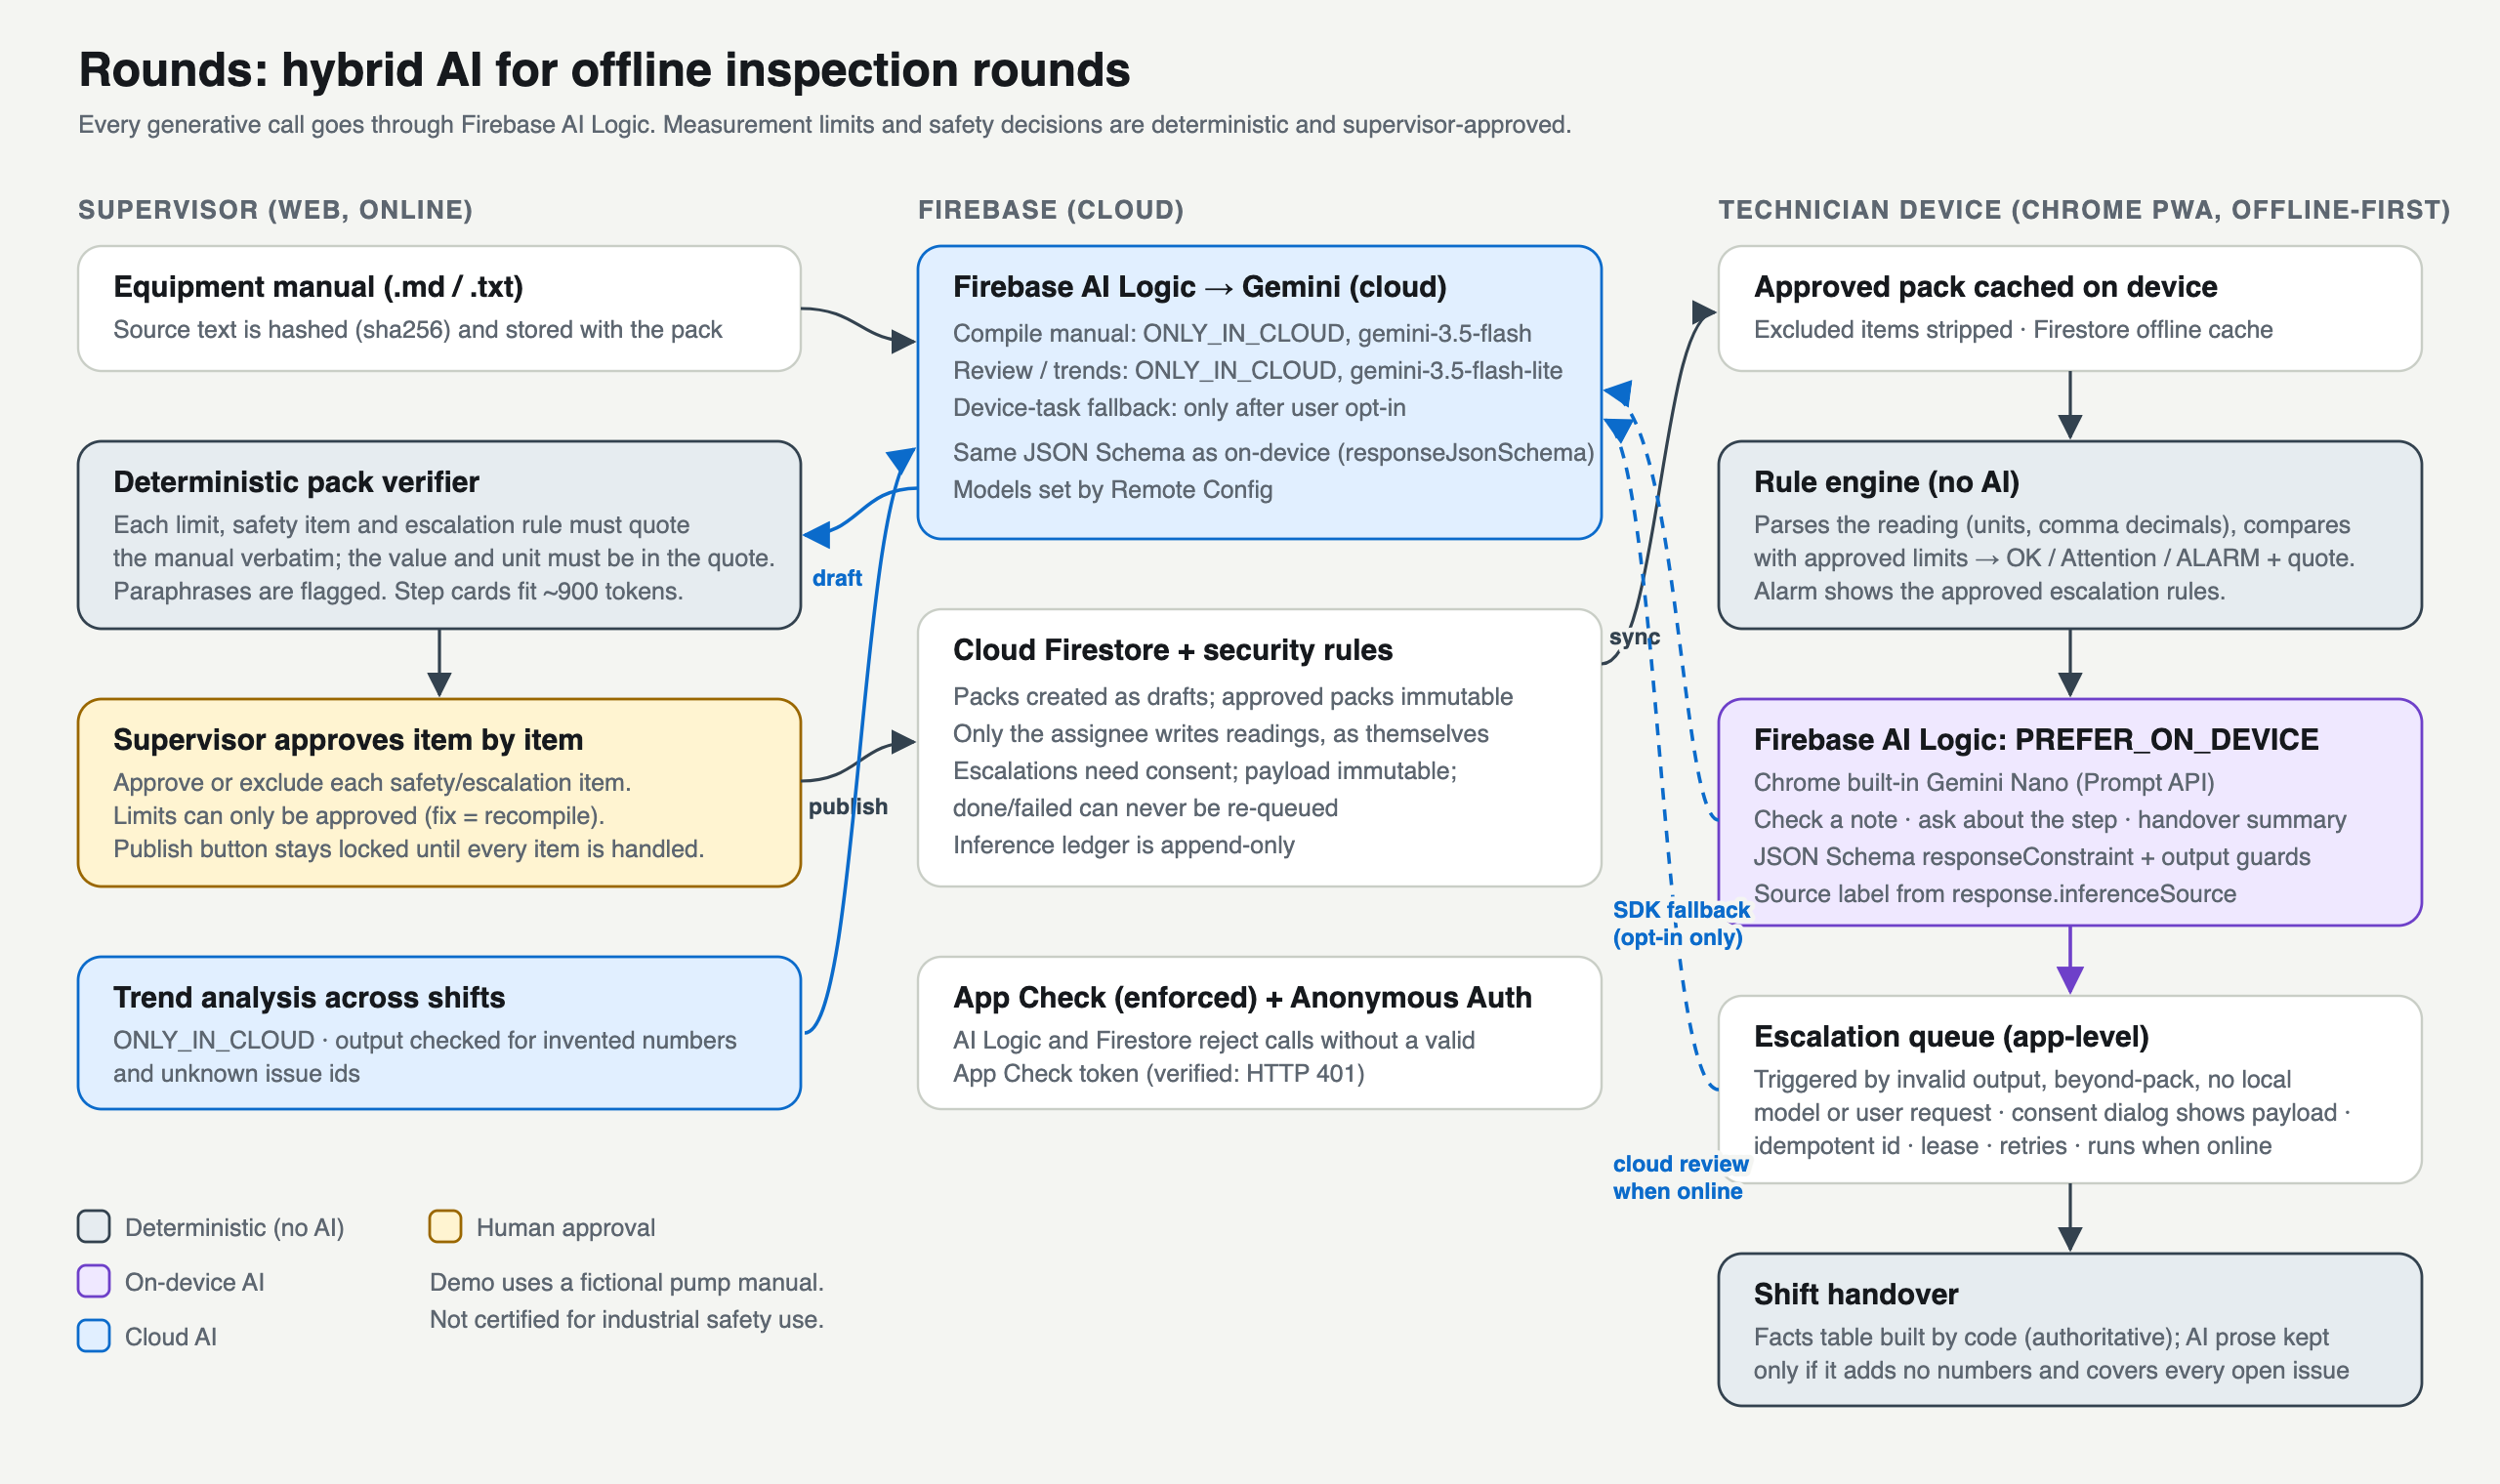 Rounds: hybrid AI for offline inspection rounds
Every generative call goes through Firebase AI Logic. Measurement limits and safety decisions are deterministic and supervisor-approved.
SUPERVISOR (WEB, ONLINE)
Equipment manual (.md / .txt)
Source text is hashed (sha256) and stored with the pack
Deterministic pack verifier
Each limit, safety item and escalation rule must quote
the manual verbatim; the value and unit must be in the quote.
Paraphrases are flagged. Step cards fit ~900 tokens.
draft
Supervisor approves item by item
Approve or exclude each safety/escalation item.
Limits can only be approved (fix = recompile).
Publish button stays locked until every item is handled.
publish
Trend analysis across shifts
ONLY_IN_CLOUD · output checked for invented numbers
and unknown issue ids
FIREBASE (CLOUD)
Firebase AI Logic → Gemini (cloud)
Compile manual: ONLY_IN_CLOUD, gemini-3.5-flash
Review / trends: ONLY_IN_CLOUD, gemini-3.5-flash-lite
Device-task fallback: only after user opt-in
Same JSON Schema as on-device (responseJsonSchema)
Models set by Remote Config
Cloud Firestore + security rules
Packs created as drafts; approved packs immutable
Only the assignee writes readings, as themselves
Escalations need consent; payload immutable;
done/failed can never be re-queued
Inference ledger is append-only
sync
App Check (enforced) + Anonymous Auth
AI Logic and Firestore reject calls without a valid
App Check token (verified: HTTP 401)
TECHNICIAN DEVICE (CHROME PWA, OFFLINE-FIRST)
Approved pack cached on device
Excluded items stripped · Firestore offline cache
Rule engine (no AI)
Parses the reading (units, comma decimals), compares
with approved limits → OK / Attention / ALARM + quote.
Alarm shows the approved escalation rules.
Firebase AI Logic: PREFER_ON_DEVICE
Chrome built-in Gemini Nano (Prompt API)
Check a note · ask about the step · handover summary
JSON Schema responseConstraint + output guards
Source label from response.inferenceSource
SDK fallback
(opt-in only)
Escalation queue (app-level)
Triggered by invalid output, beyond-pack, no local
model or user request · consent dialog shows payload ·
idempotent id · lease · retries · runs when online
cloud review
when online
Shift handover
Facts table built by code (authoritative); AI prose kept
only if it adds no numbers and covers every open issue
Deterministic (no AI)
On-device AI
Cloud AI
Human approval
Demo uses a fictional pump manual.
Not certified for industrial safety use.